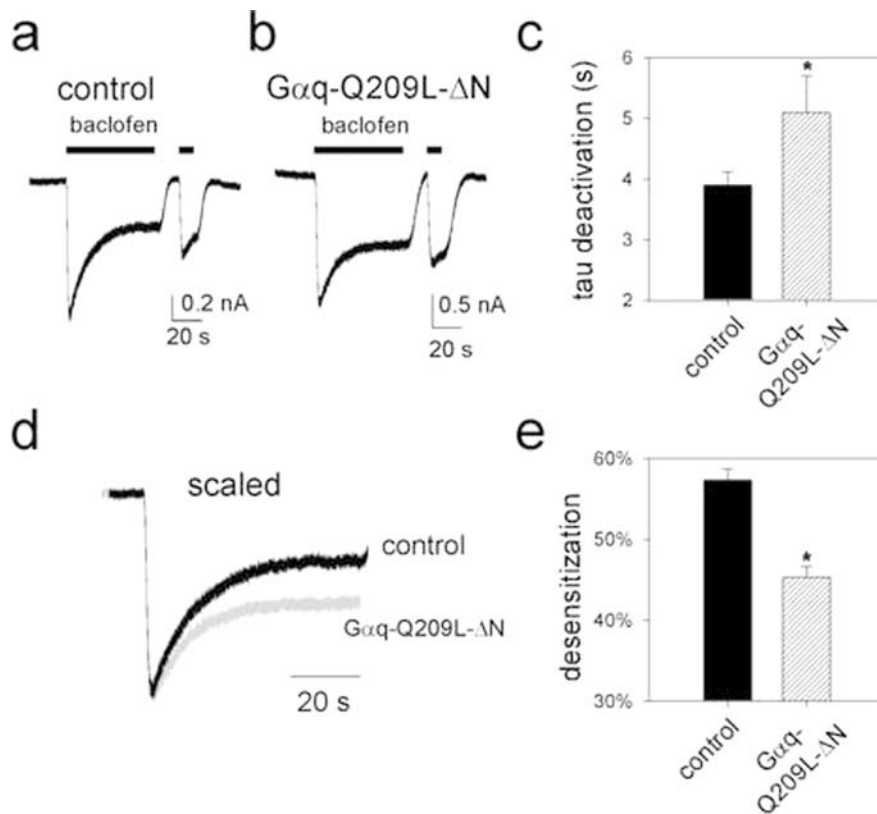 a
control
baclofen
0.2 nA
20 s
b
Gαq-Q209L-ΔN
baclofen
0.5 nA
20 s
c
tau deactivation (s)
6
5
4
3
2
*
control
Gαq-
Q209L-ΔN
d
scaled
control
Gαq-Q209L-ΔN
20 s
e
desensitization
60%
50%
40%
30%
*
control
Gαq-
Q209L-ΔN